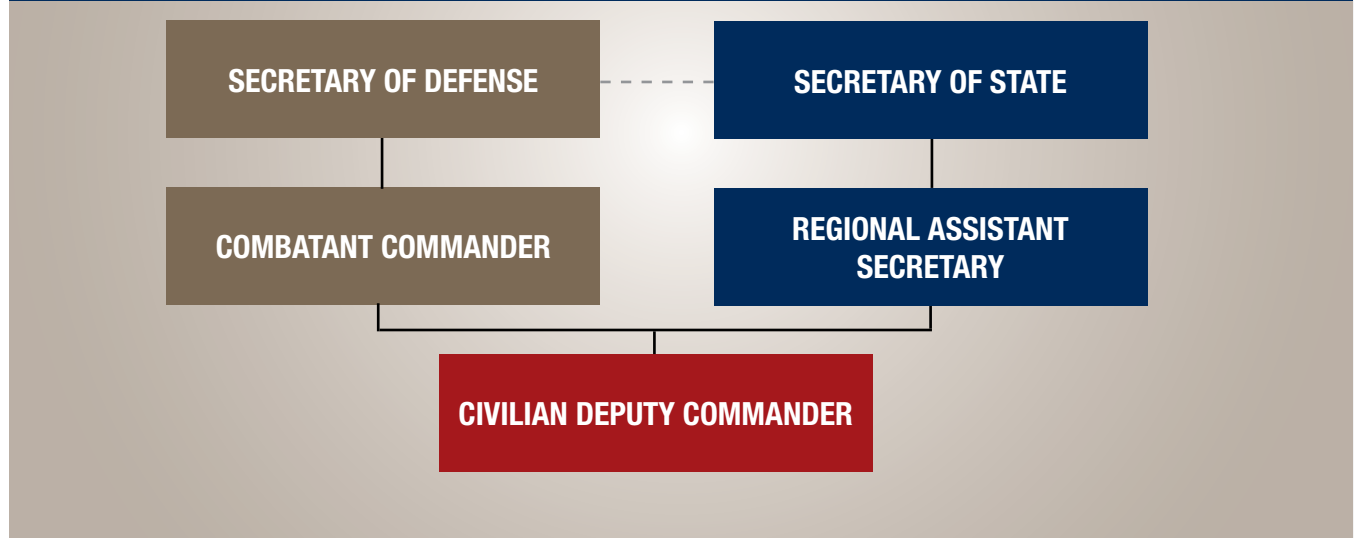 SECRETARY OF DEFENSE
SECRETARY OF STATE
COMBATANT COMMANDER
REGIONAL ASSISTANT
SECRETARY
CIVILIAN DEPUTY COMMANDER